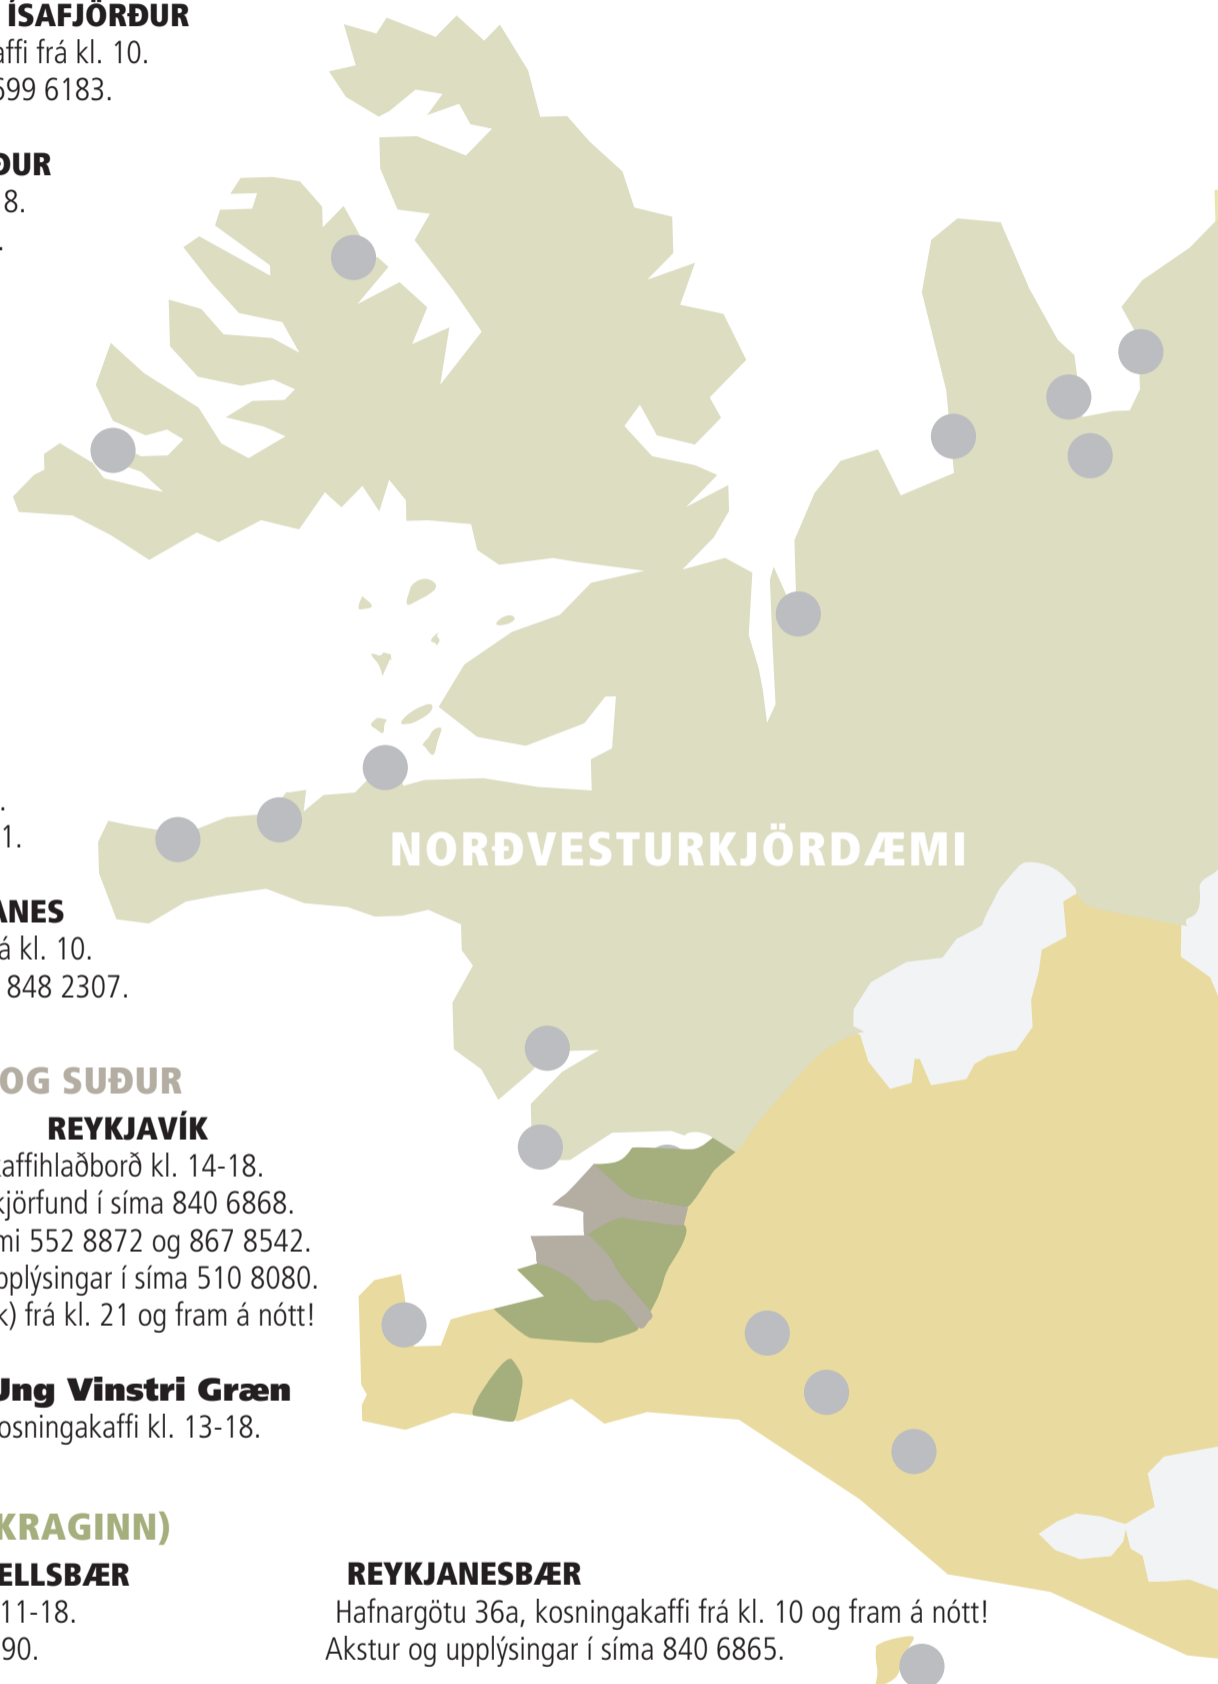 ÍSAFJÖRÐUR
affi frá kl. 10.
699 6183.
ÐUR
8.
.
.
1.
NORÐVESTURKJÖRDÆMI
ANES
á kl. 10.
848 2307.
OG SUÐUR
REYKJAVÍK
kaffihlaðborð kl. 14-18.
kjörfund í síma 840 6868.
mi 552 8872 og 867 8542.
pplýsingar í síma 510 8080.
k) frá kl. 21 og fram á nótt!
Ung Vinstri Græn
osningakaffi kl. 13-18.
KRAGINN)
ELLSBÆR
11-18.
90.
REYKJANESBÆR
Hafnargötu 36a, kosningakaffi frá kl. 10 og fram á nótt!
Akstur og upplýsingar í síma 840 6865.